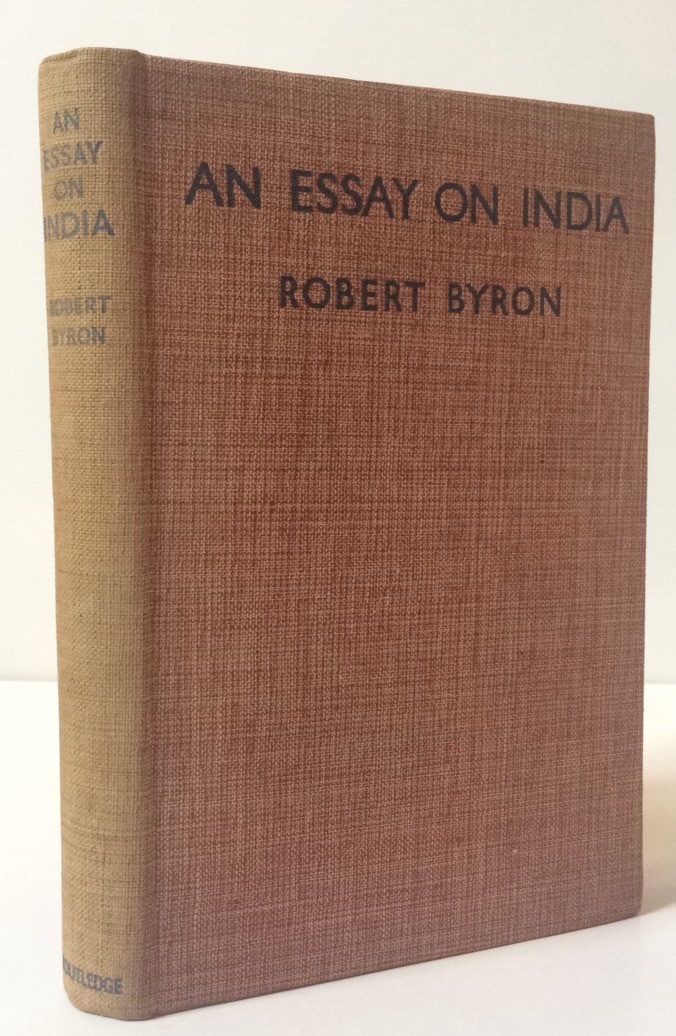 AN
ESSAY
ON
INDIA
ROBERT
BYRON
ROUTLEDGE
AN ESSAY ON INDIA
ROBERT BYRON